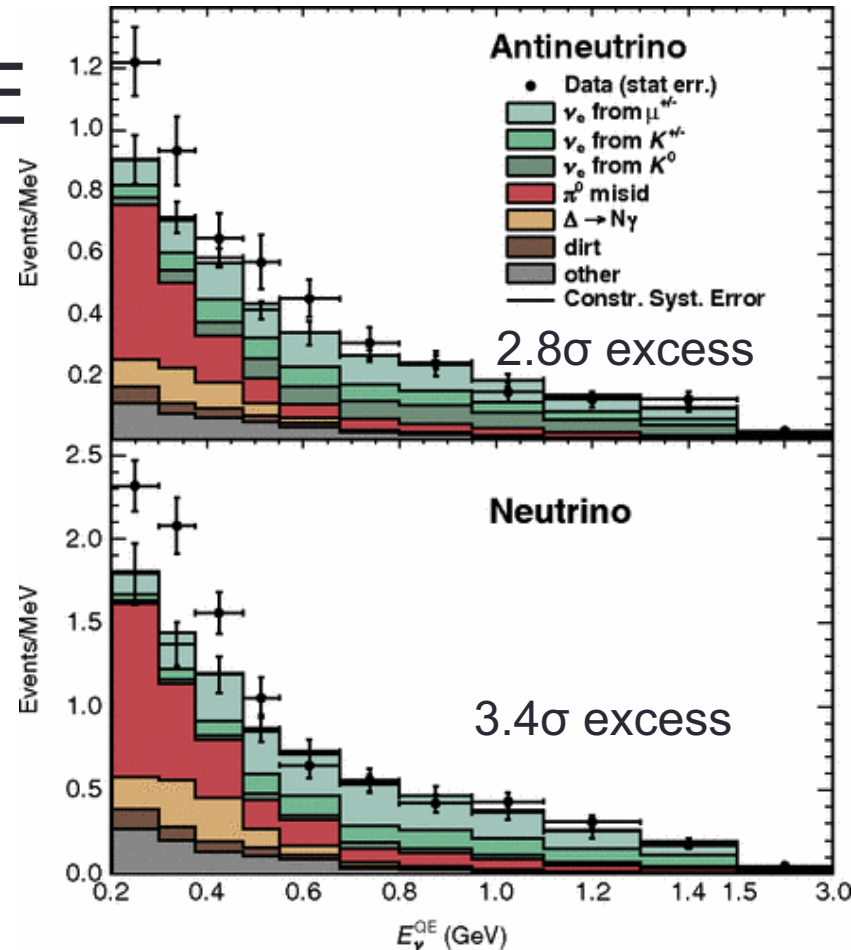 Antineutrino
Data (stat err.)
νe from μ+/-
νe from K+/-
νe from K0
π0 misid
Δ → Nγ
dirt
other
Constr. Syst. Error
2.8σ excess
Events/MeV
1.2
1.0
0.8
0.6
0.4
0.2
Neutrino
3.4σ excess
Events/MeV
2.5
2.0
1.5
1.0
0.5
0.0
0.2 0.4 0.6 0.8 1.0 1.2 1.4 1.5 3.0
EνQE (GeV)